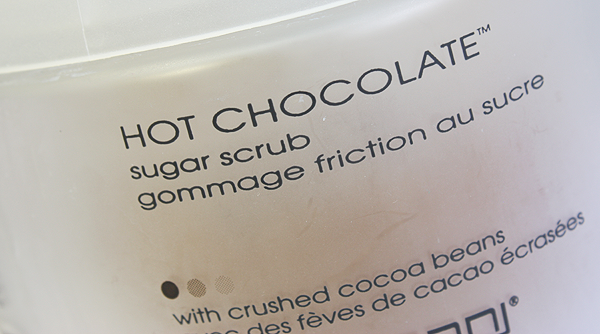 HOT CHOCOLATE™
sugar scrub
gommage friction au sucre
with crushed cocoa beans
des fèves de cacao écrasées